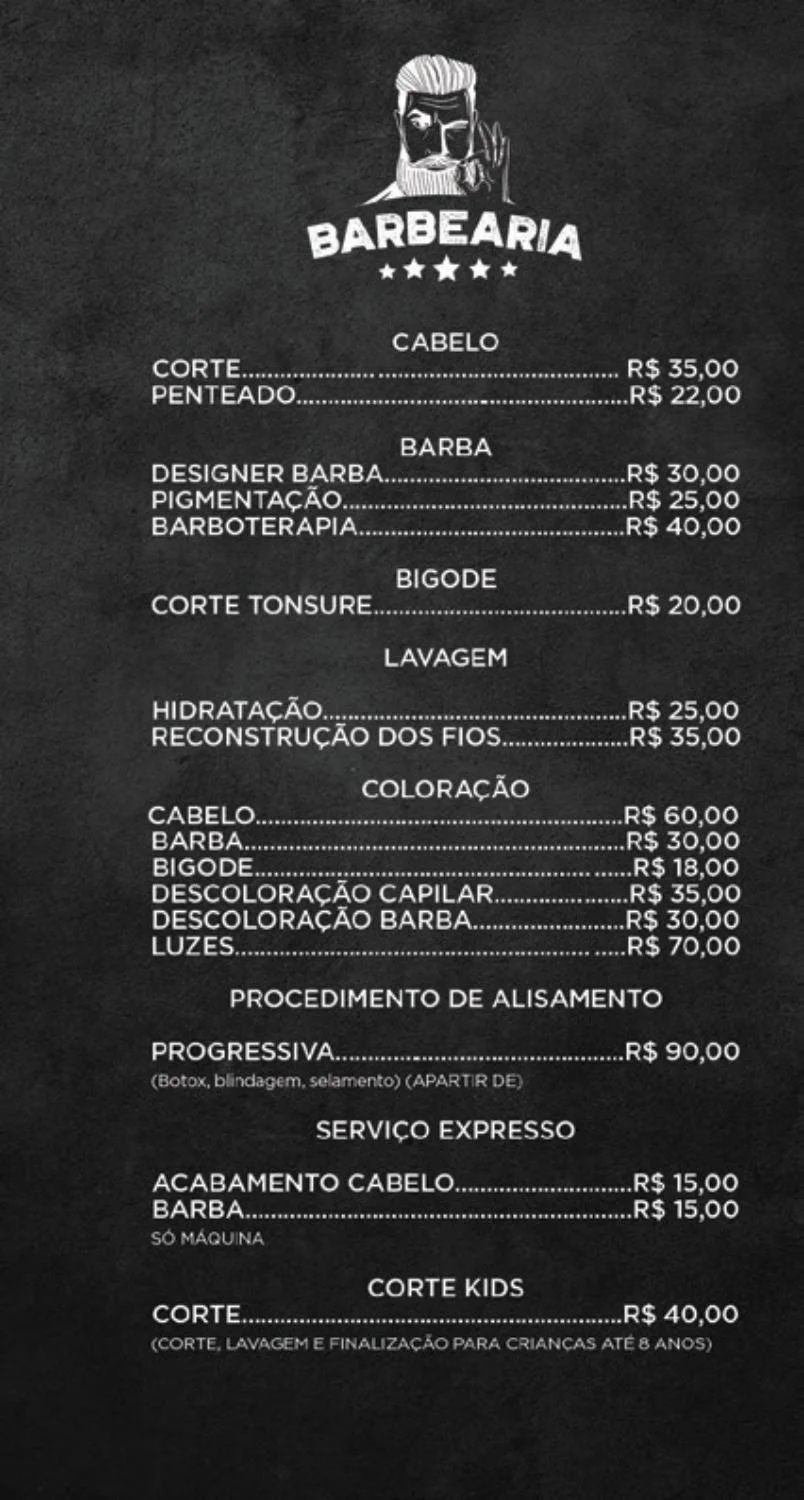 BARBEARIA
CABELO
CORTE..................... ....................................... R$ 35,00
PENTEADO.....................................................R$ 22,00
BARBA
DESIGNER BARBA.......................................R$ 30,00
PIGMENTAÇÃO..............................................R$ 25,00
BARBOTERAPIA...........................................R$ 40,00
BIGODE
CORTE TONSURE.........................................R$ 20,00
LAVAGEM
HIDRATAÇÃO.................................................R$ 25,00
RECONSTRUÇÃO DOS FIOS....................R$ 35,00
COLORAÇÃO
CABELO...........................................................R$ 60,00
BARBA.............................................................R$ 30,00
BIGODE...................................................... .....R$ 18,00
DESCOLORAÇÃO CAPILAR......................R$ 35,00
DESCOLORAÇÃO BARBA.........................R$ 30,00
LUZES......................................................... .....R$ 70,00
PROCEDIMENTO DE ALISAMENTO
PROGRESSIVA..............................................R$ 90,00
(Botox, blindagem, selamento) (APARTIR DE)
SERVIÇO EXPRESSO
ACABAMENTO CABELO............................R$ 15,00
BARBA..............................................................R$ 15,00
SÓ MÁQUINA
CORTE KIDS
CORTE.............................................................R$ 40,00
(CORTE, LAVAGEM E FINALIZAÇÃO PARA CRIANÇAS ATÉ 8 ANOS)